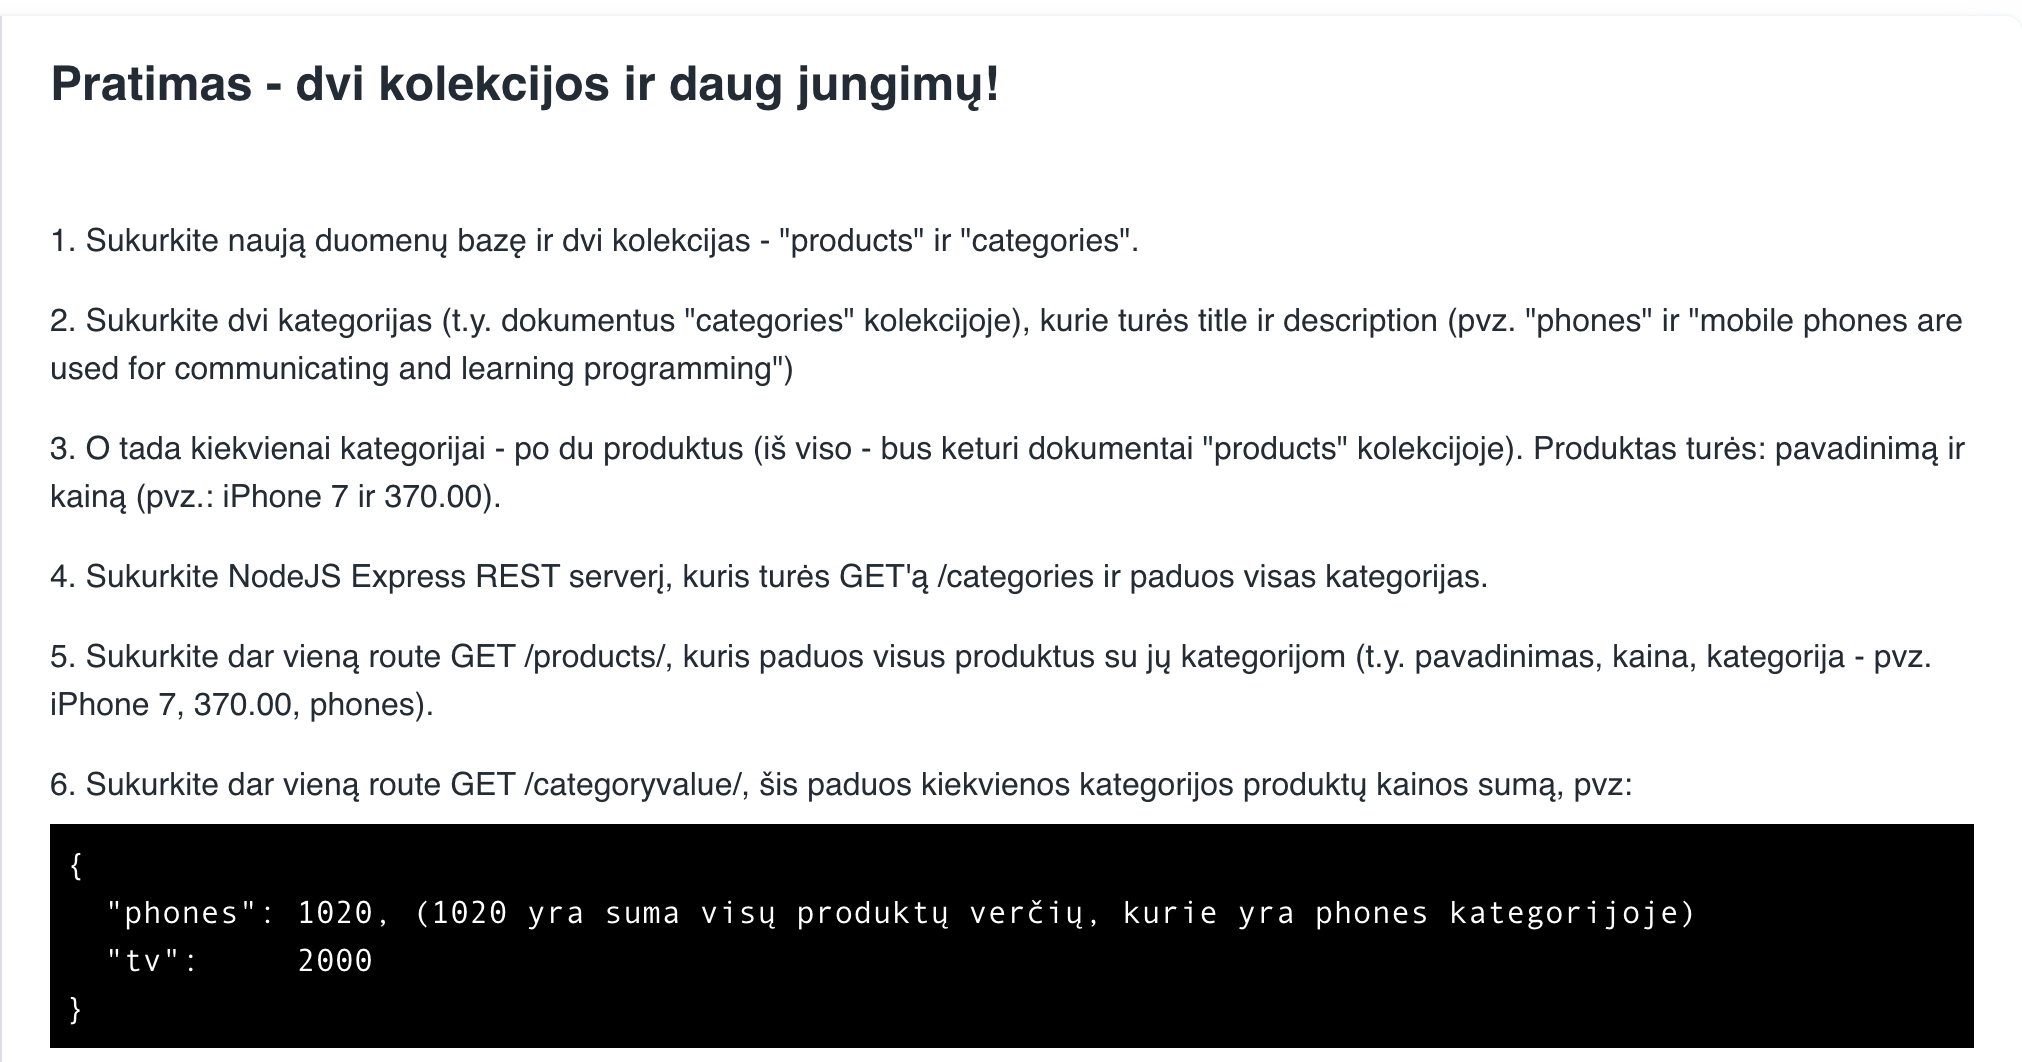 Pratimas - dvi kolekcijos ir daug jungimų!
1. Sukurkite naują duomenų bazę ir dvi kolekcijas - "products" ir "categories".
2. Sukurkite dvi kategorijas (t.y. dokumentus "categories" kolekcijoje), kurie turės title ir description (pvz. "phones" ir "mobile phones are
used for communicating and learning programming")
3. O tada kiekvienai kategorijai - po du produktus (iš viso - bus keturi dokumentai "products" kolekcijoje). Produktas turės: pavadinimą ir
kainą (pvz.: iPhone 7 ir 370.00).
4. Sukurkite NodeJS Express REST serverį, kuris turės GET'ą /categories ir paduos visas kategorijas.
5. Sukurkite dar vieną route GET /products/, kuris paduos visus produktus su jų kategorijom (t.y. pavadinimas, kaina, kategorija - pvz.
iPhone 7, 370.00, phones).
6. Sukurkite dar vieną route GET /categoryvalue/, šis paduos kiekvienos kategorijos produktų kainos sumą, pvz:
{
  "phones": 1020, (1020 yra suma visų produktų verčių, kurie yra phones kategorijoje)
  "tv":     2000
}